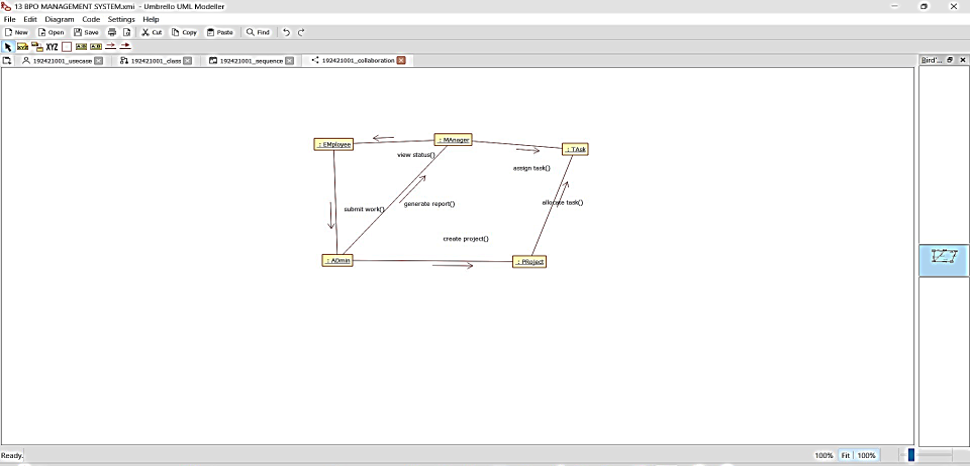 13 BPO MANAGEMENT SYSTEM.xmi - Umbrello UML Modeller
File Edit Diagram Code Settings Help
New Open Save Cut Copy Paste Find
XYZ
192421001_usecase 192421001_class 192421001_sequence 192421001_collaboration
Bird'...
: EMployee
: MAnager
: TAsk
view status()
assign task()
submit work()
generate report()
allocate task()
create project()
: ADmin
: PRoject
Ready.
100% Fit 100%